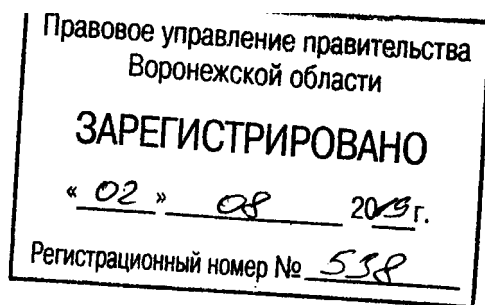 Правовое управление правительства
Воронежской области
ЗАРЕГИСТРИРОВАНО
« 02 » 08 2019 г.
Регистрационный номер № 538